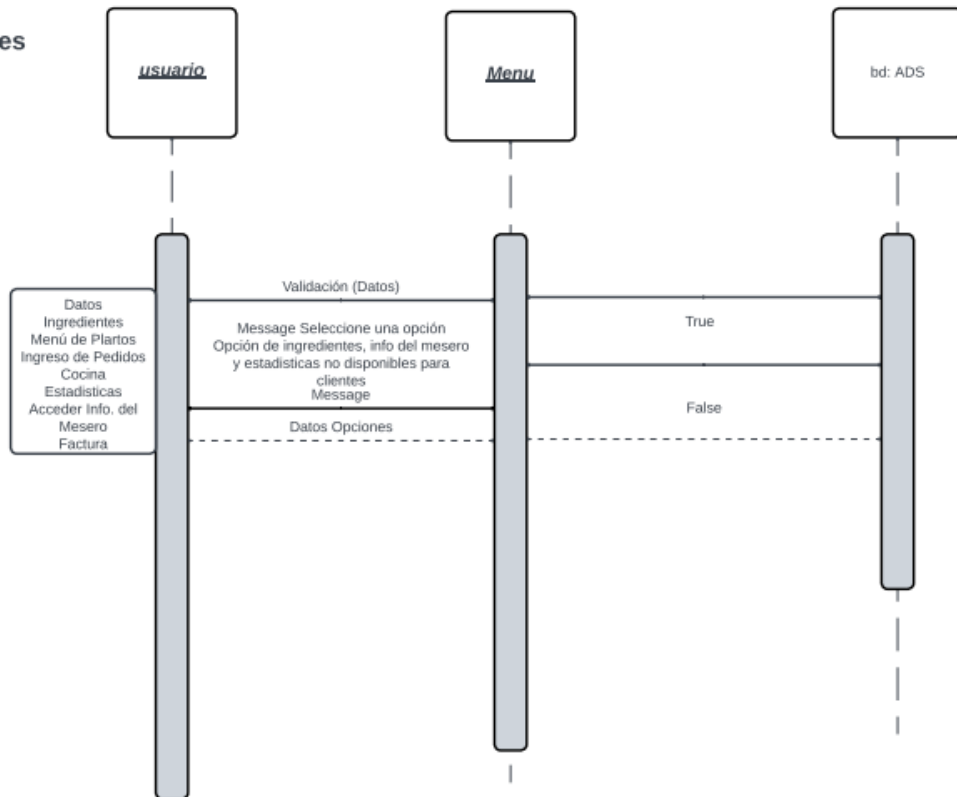 es
usuario
Menu
bd: ADS
Validación (Datos)
True
Message Seleccione una opción
Opción de ingredientes, info del mesero
y estadisticas no disponibles para
clientes
Message
False
Datos Opciones
Datos
Ingredientes
Menú de Plartos
Ingreso de Pedidos
Cocina
Estadisticas
Acceder Info. del
Mesero
Factura